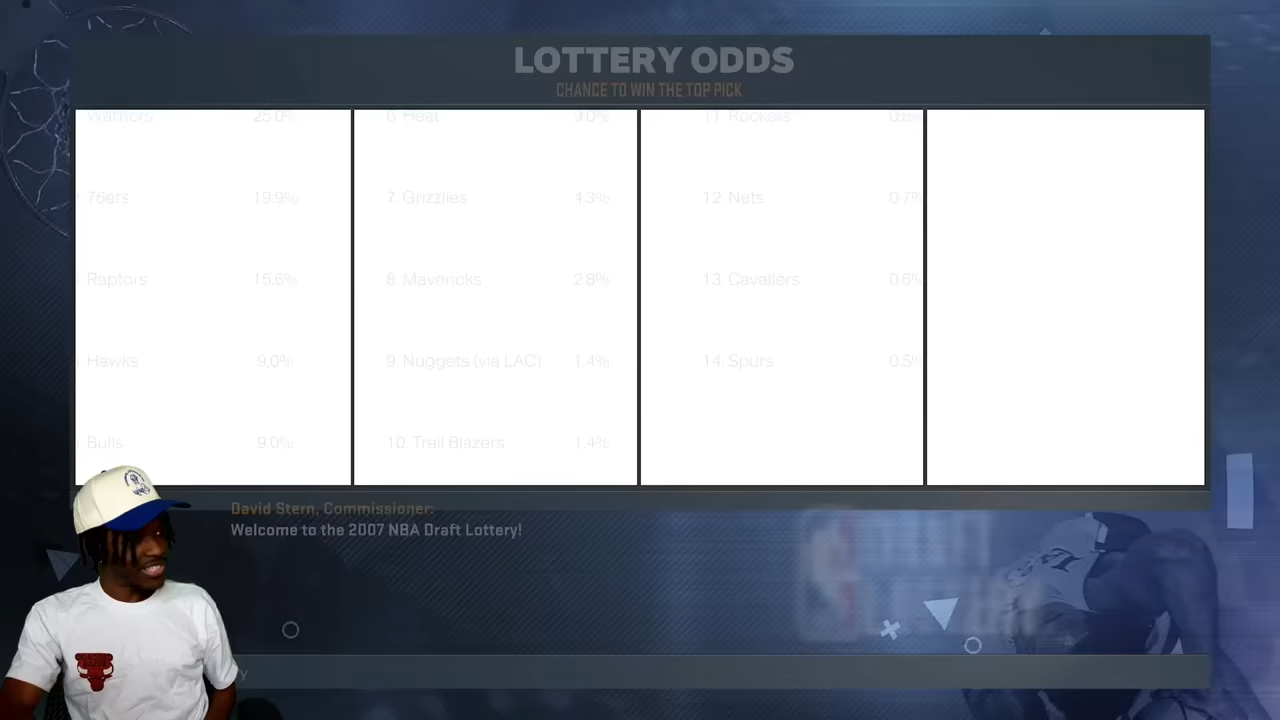 LOTTERY ODDS
CHANCE TO WIN THE TOP PICK
Warriors 25.0%
76ers 19.9%
Raptors 15.6%
Hawks 9.0%
Bulls 9.0%
6. Heat 9.0%
7. Grizzlies 4.3%
8. Mavericks 2.8%
9. Nuggets (via LAC) 1.4%
10. Trail Blazers 1.4%
11. Rockets
12. Nets 0.7%
13. Cavaliers 0.6%
14. Spurs 0.5%
David Stern, Commissioner:
Welcome to the 2007 NBA Draft Lottery!